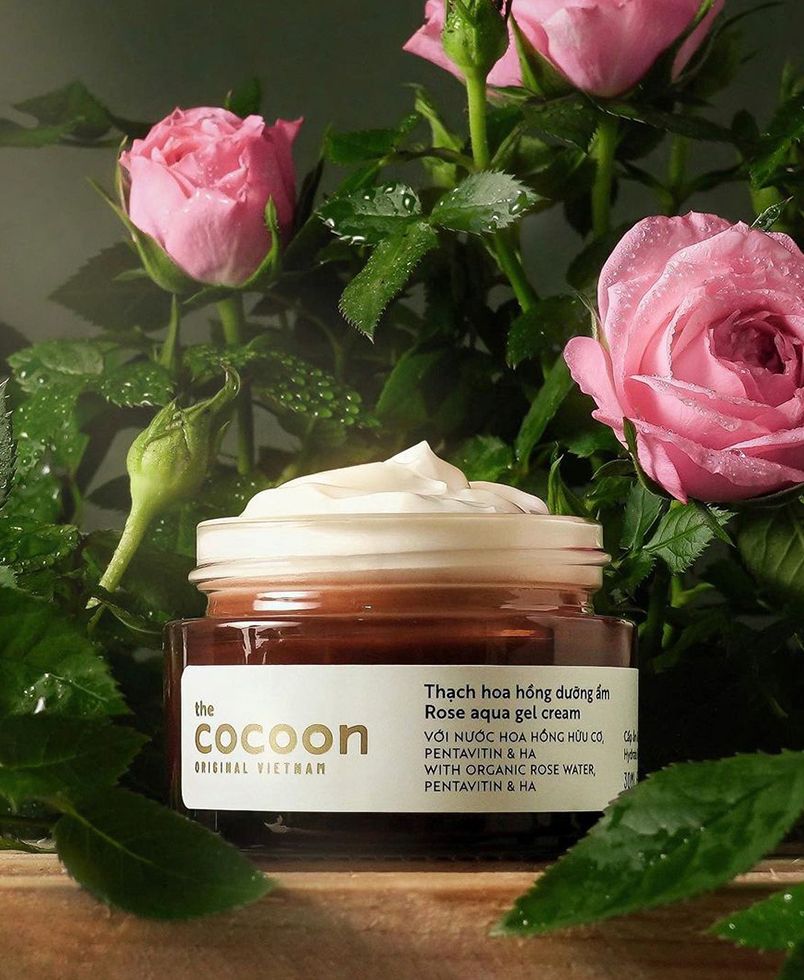 the
cocoon
ORIGINAL VIETNAM
Thạch hoa hồng dưỡng ẩm
Rose aqua gel cream
VỚI NƯỚC HOA HỒNG HỮU CƠ,
PENTAVITIN & HA
WITH ORGANIC ROSE WATER,
PENTAVITIN & HA
Cấp